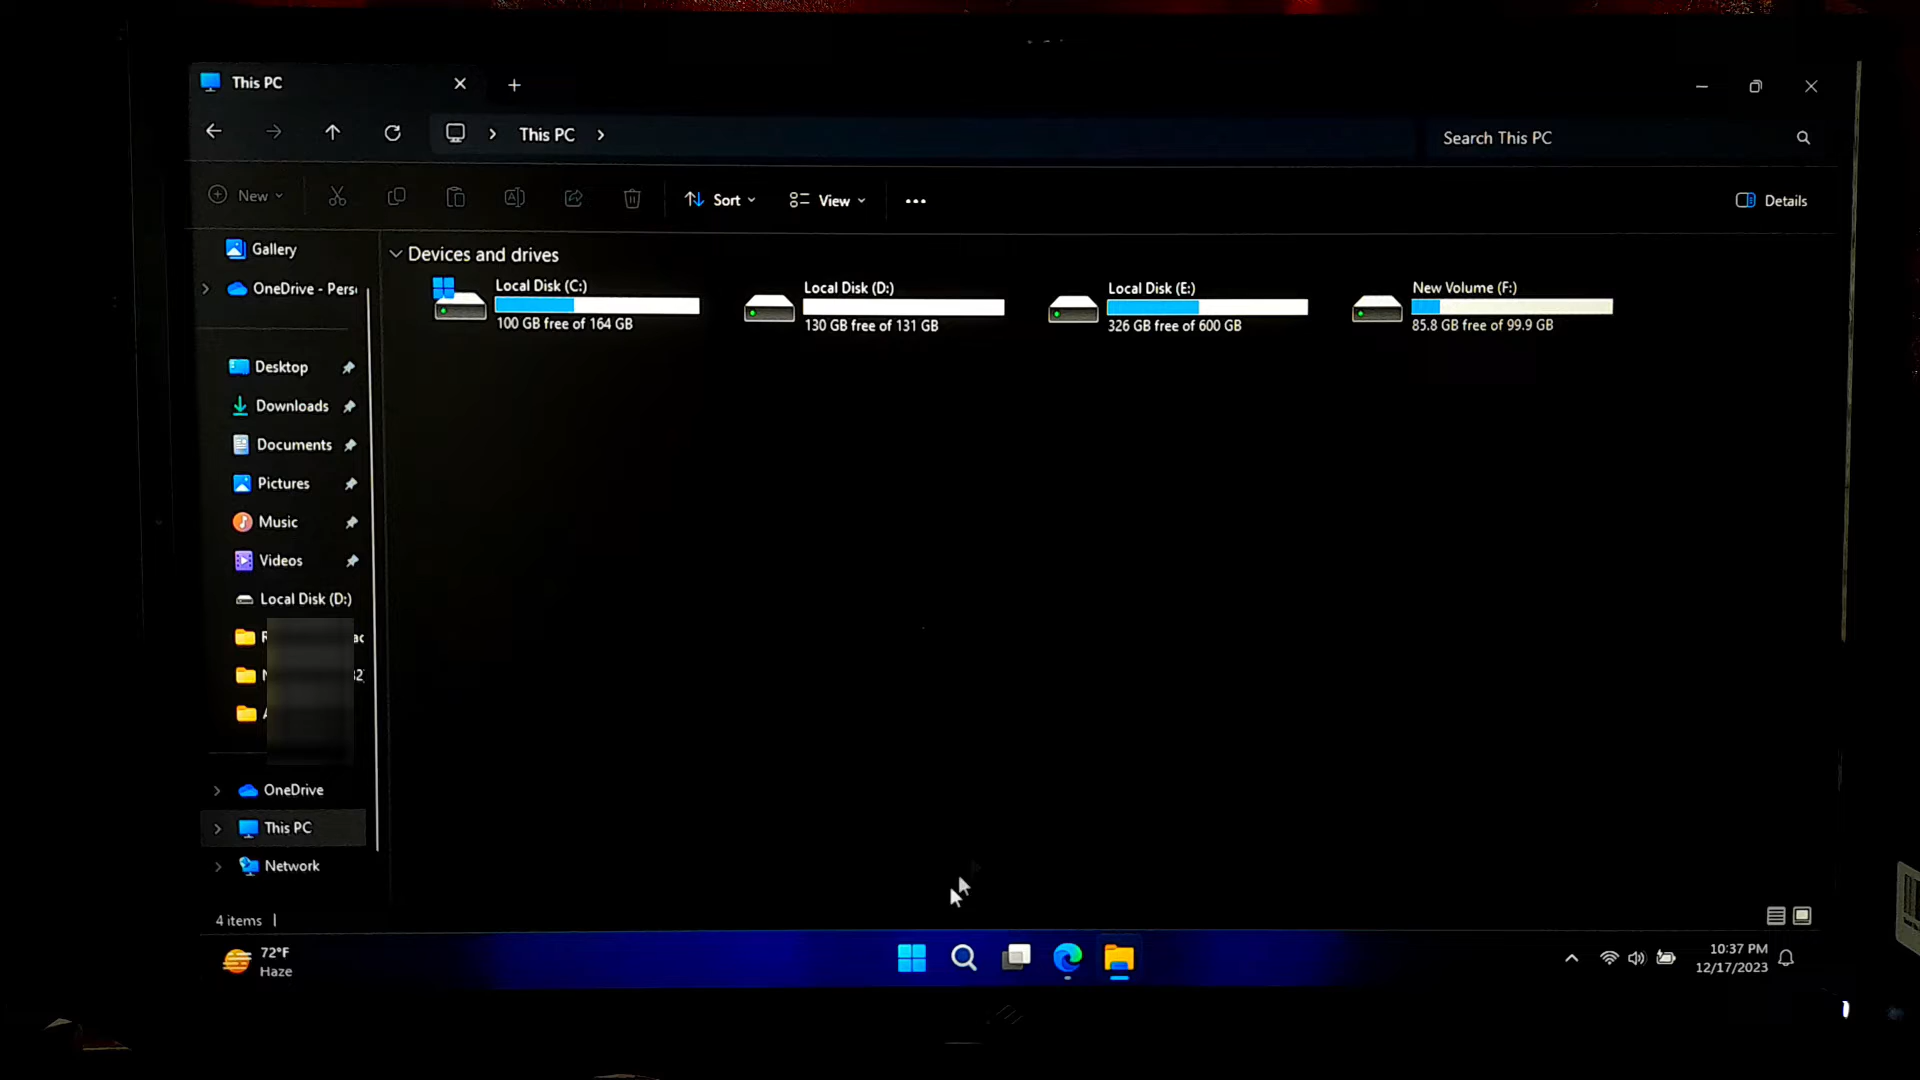 This PC
This PC
Search This PC
New
Sort
View
Details
Gallery
OneDrive - Pers
Desktop
Downloads
Documents
Pictures
Music
Videos
Local Disk (D:)
OneDrive
This PC
Network
Devices and drives
Local Disk (C:)
100 GB free of 164 GB
Local Disk (D:)
130 GB free of 131 GB
Local Disk (E:)
326 GB free of 600 GB
New Volume (F:)
85.8 GB free of 99.9 GB
4 items
72°F
Haze
10:37 PM
12/17/2023